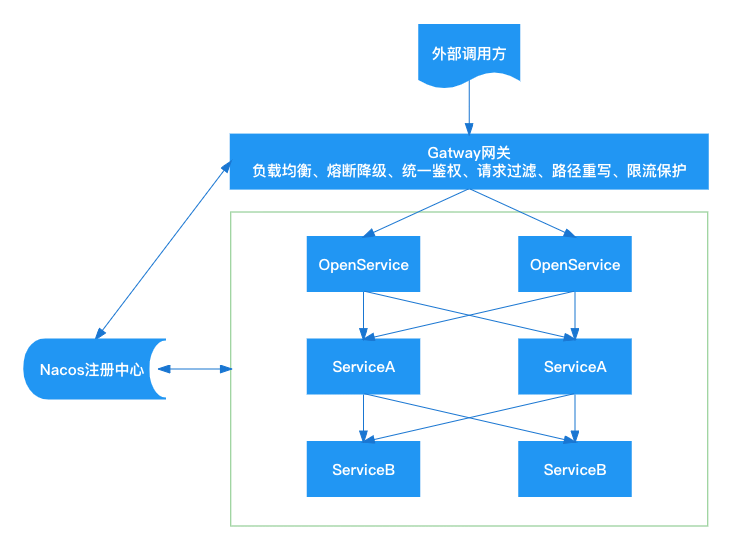 外部调用方
Gatway网关
负载均衡、熔断降级、统一鉴权、请求过滤、路径重写、限流保护
OpenService
OpenService
Nacos注册中心
ServiceA
ServiceA
ServiceB
ServiceB